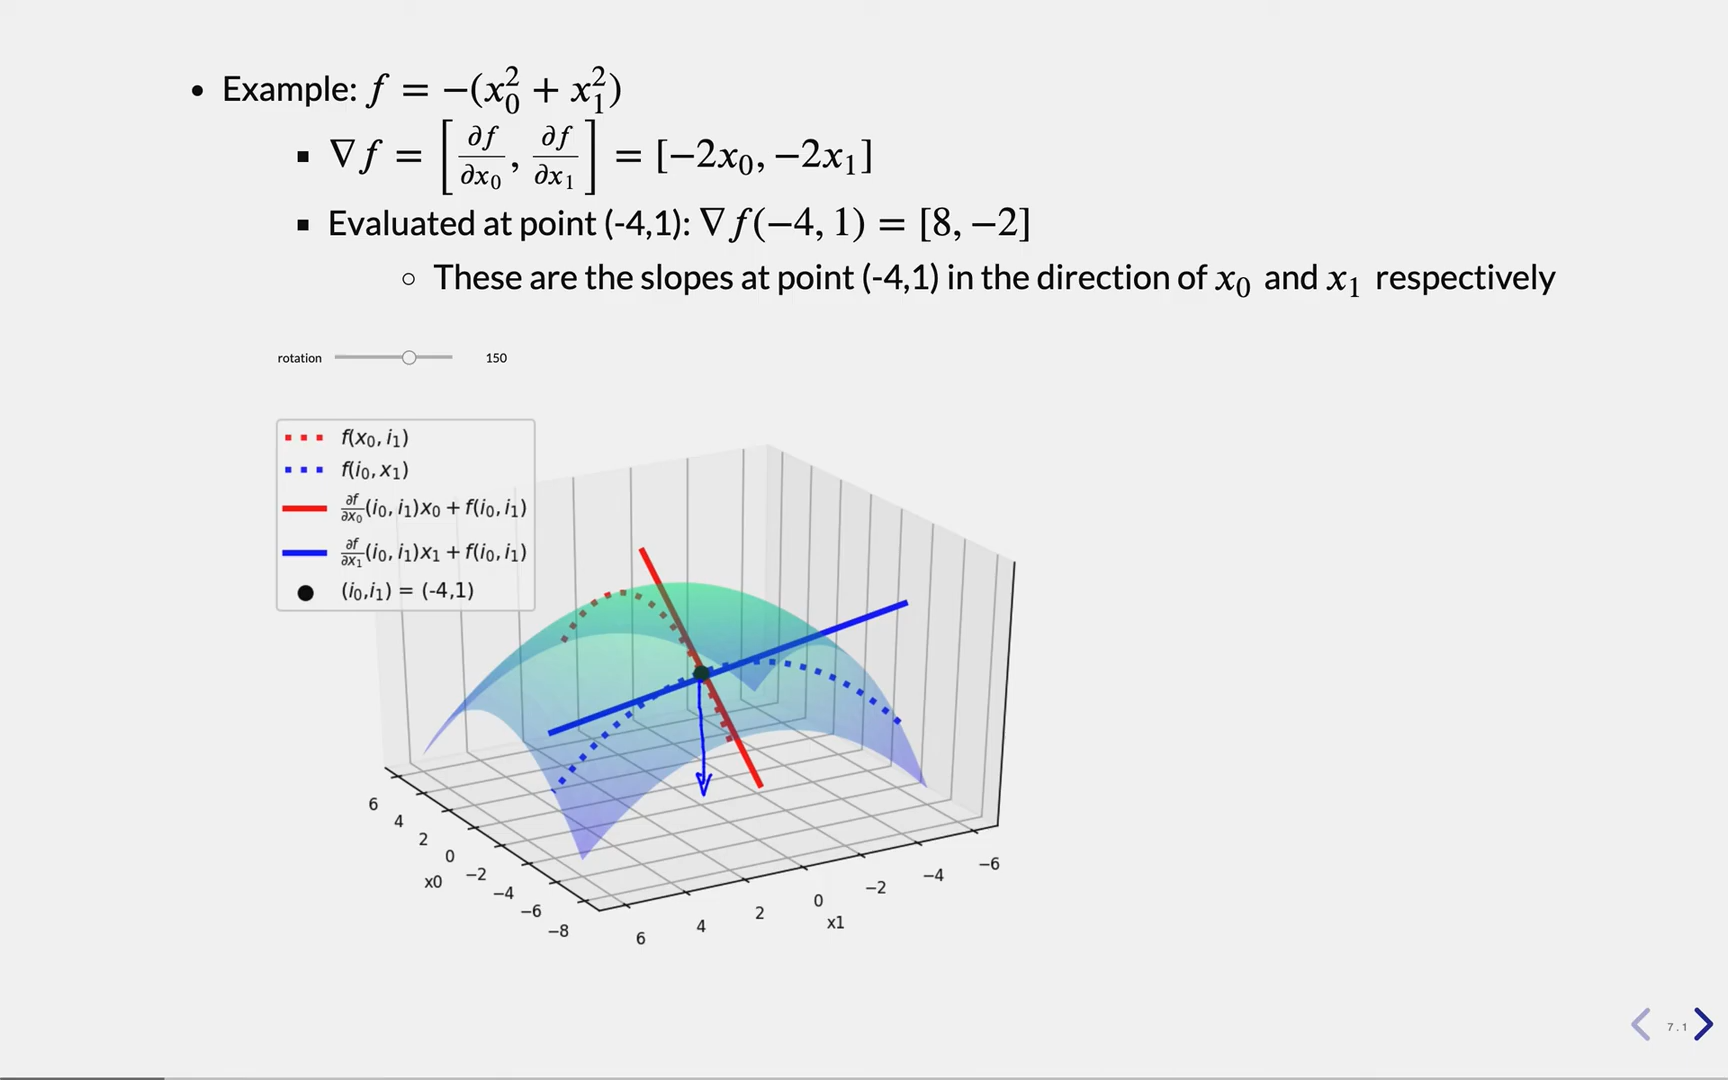 • Example: f = −(x₀² + x₁²)
▪ ∇f = [∂f/∂x₀, ∂f/∂x₁] = [−2x₀, −2x₁]
▪ Evaluated at point (-4,1): ∇f(−4, 1) = [8, −2]
○ These are the slopes at point (-4,1) in the direction of x₀ and x₁ respectively
rotation 150
f(x₀, i₁)
f(i₀, x₁)
∂f/∂x₀(i₀, i₁)x₀ + f(i₀, i₁)
∂f/∂x₁(i₀, i₁)x₁ + f(i₀, i₁)
(i₀,i₁) = (-4,1)
6
4
2
0
−2
−4
−6
−8
x0
6
4
2
0
−2
−4
−6
x1
7.1